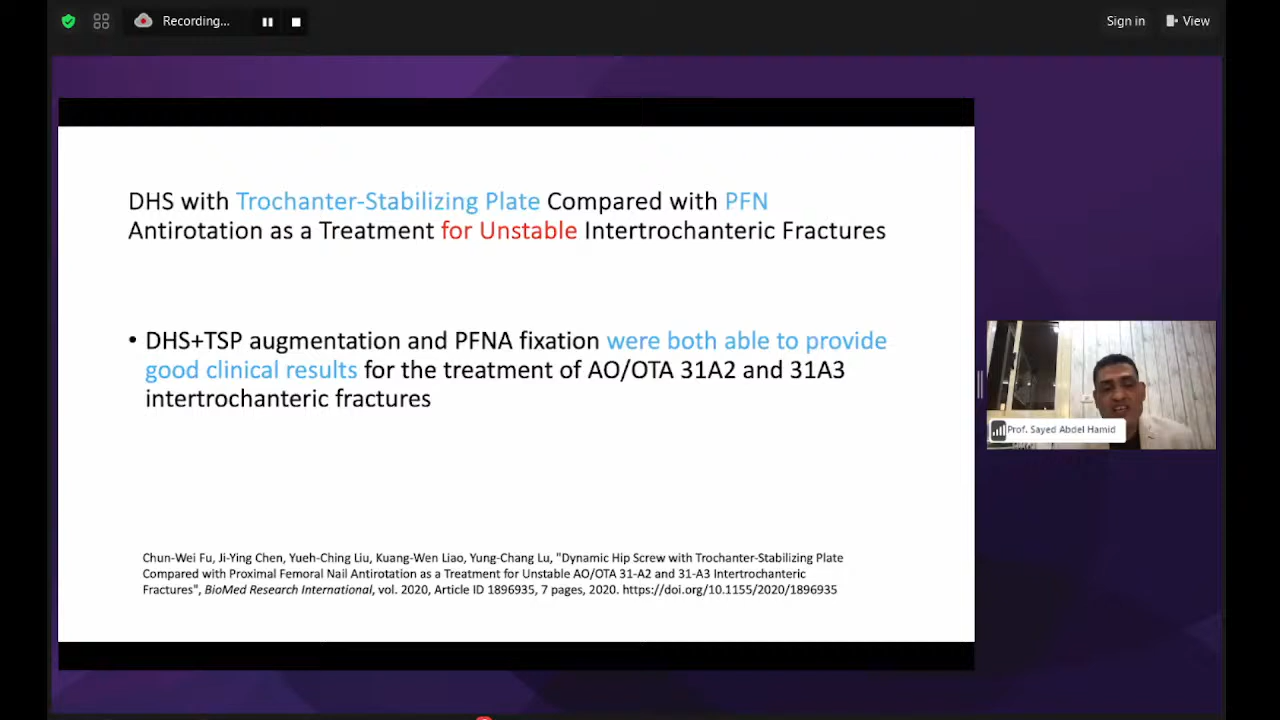 Recording...
Sign in
View
DHS with Trochanter-Stabilizing Plate Compared with PFN
Antirotation as a Treatment for Unstable Intertrochanteric Fractures
• DHS+TSP augmentation and PFNA fixation were both able to provide
good clinical results for the treatment of AO/OTA 31A2 and 31A3
intertrochanteric fractures
Prof. Sayed Abdel Hamid
Chun-Wei Fu, Ji-Ying Chen, Yueh-Ching Liu, Kuang-Wen Liao, Yung-Chang Lu, "Dynamic Hip Screw with Trochanter-Stabilizing Plate
Compared with Proximal Femoral Nail Antirotation as a Treatment for Unstable AO/OTA 31-A2 and 31-A3 Intertrochanteric
Fractures", BioMed Research International, vol. 2020, Article ID 1896935, 7 pages, 2020. https://doi.org/10.1155/2020/1896935